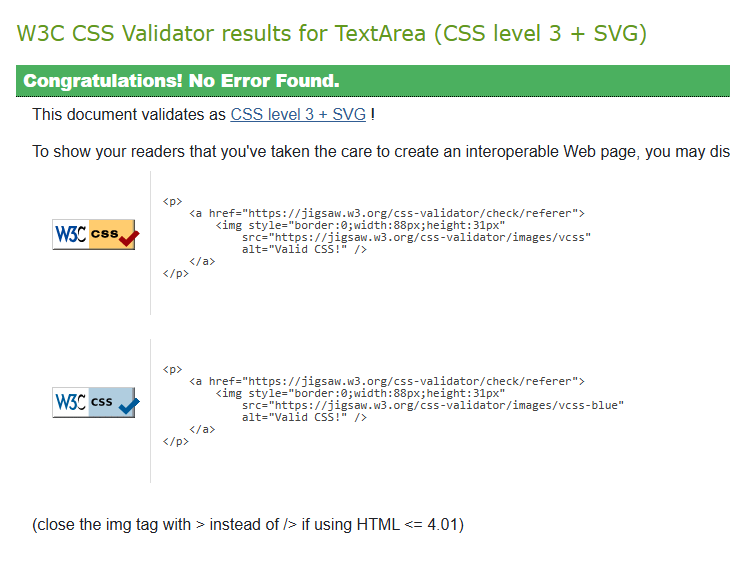 W3C CSS Validator results for TextArea (CSS level 3 + SVG)
Congratulations! No Error Found.
This document validates as CSS level 3 + SVG !
To show your readers that you've taken the care to create an interoperable Web page, you may dis
W3C css
<p>
<a href="https://jigsaw.w3.org/css-validator/check/referer">
<img style="border:0;width:88px;height:31px"
src="https://jigsaw.w3.org/css-validator/images/vcss"
alt="Valid CSS!" />
</a>
</p>
W3C css
<p>
<a href="https://jigsaw.w3.org/css-validator/check/referer">
<img style="border:0;width:88px;height:31px"
src="https://jigsaw.w3.org/css-validator/images/vcss-blue"
alt="Valid CSS!" />
</a>
</p>
(close the img tag with > instead of /> if using HTML <= 4.01)